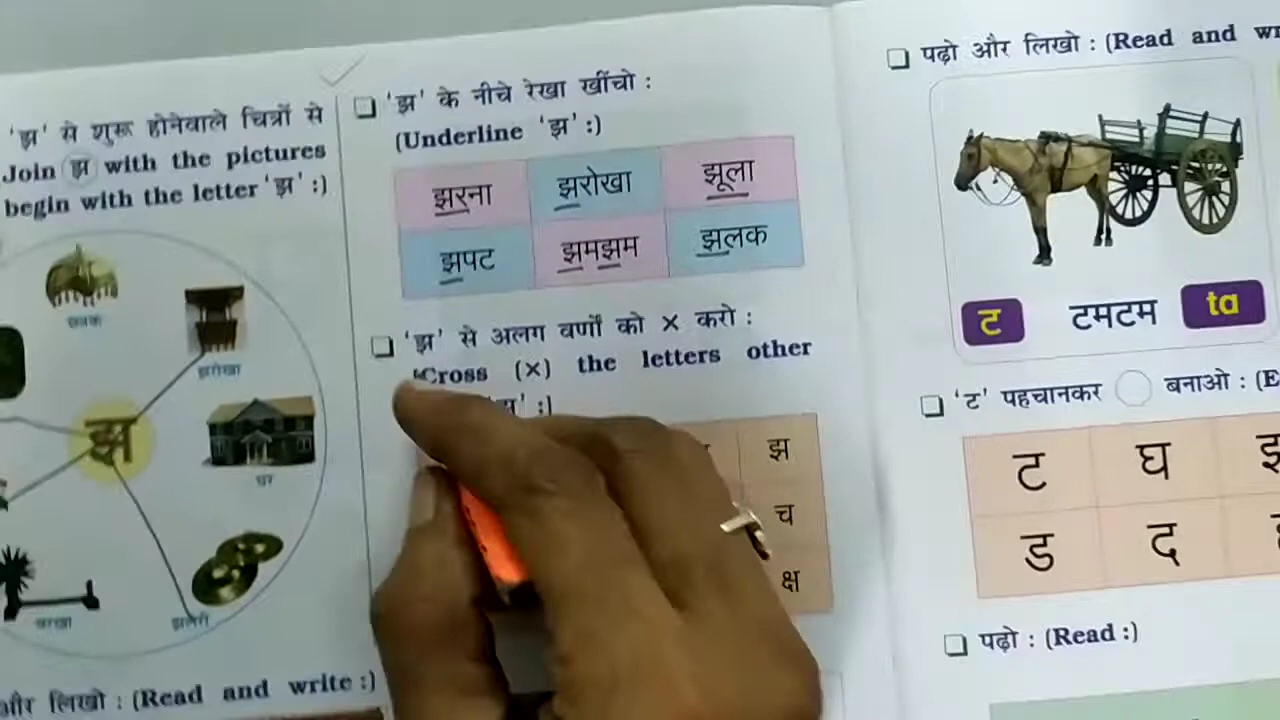 'झ' से शुरू होनेवाले चित्रों से
Join झ with the pictures
begin with the letter 'झ' :)
झरोखा
झ
घर
चरखा
झलरी
और लिखो : (Read and write :)
'झ' के नीचे रेखा खींचो :
(Underline 'झ' :)
झरना झरोखा झूला
झपट झमझम झलक
'झ' से अलग वर्णों को × करो :
Cross (×) the letters other
'झ' :)
झ
च
क्ष
पढ़ो और लिखो : (Read and
ट टमटम ta
'ट' पहचानकर बनाओ :
ट घ
ड द
पढ़ो : (Read :)